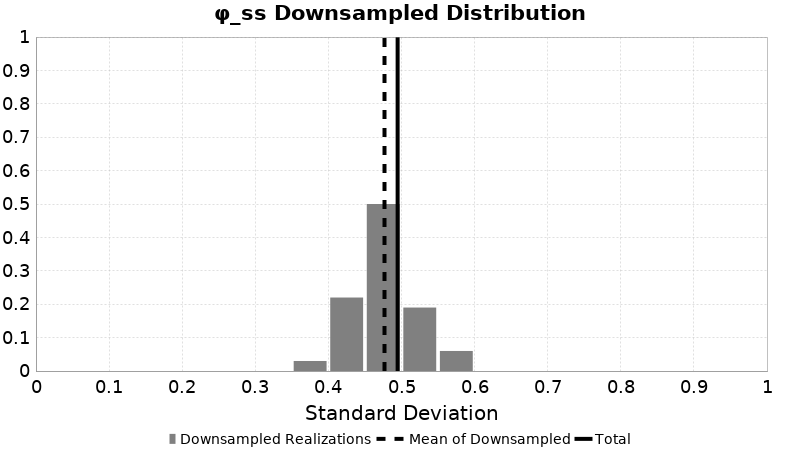 φ_ss Downsampled Distribution
1
0.9
0.8
0.7
0.6
0.5
0.4
0.3
0.2
0.1
0
0 0.1 0.2 0.3 0.4 0.5 0.6 0.7 0.8 0.9 1
Standard Deviation
Downsampled Realizations Mean of Downsampled Total